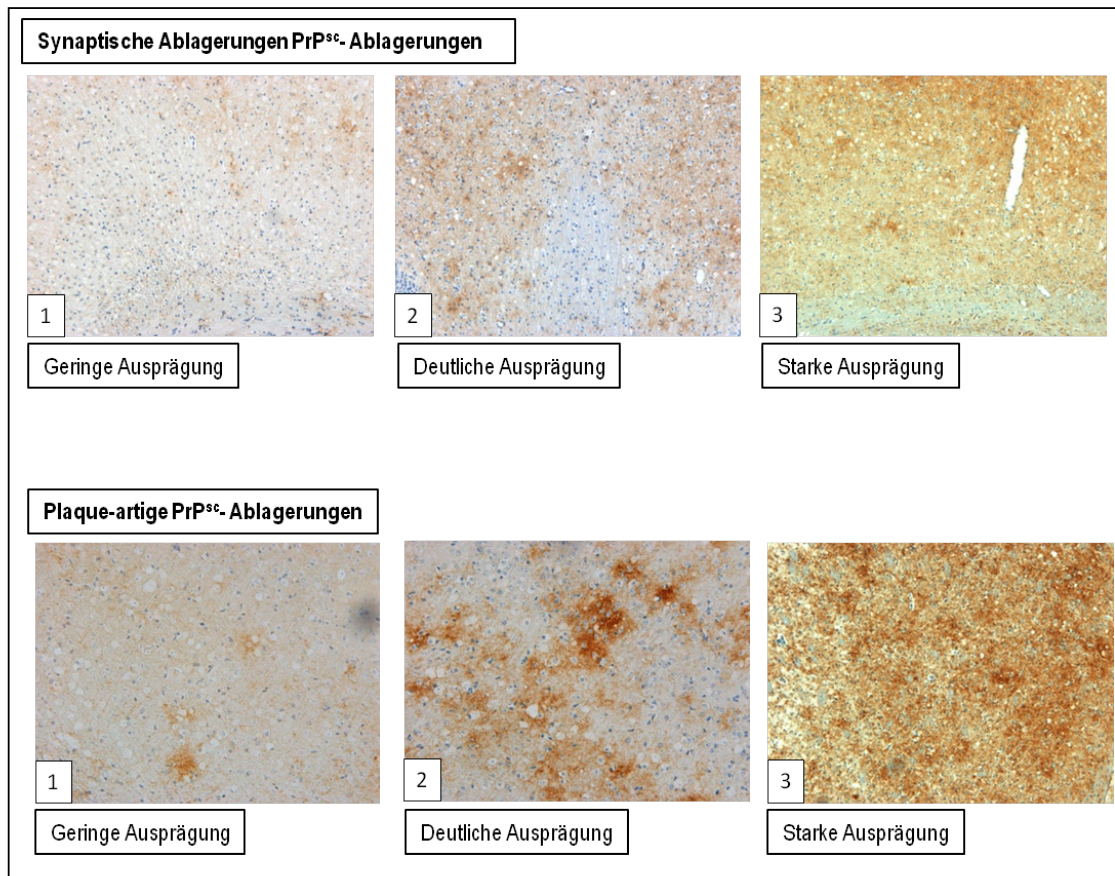 Synaptische Ablagerungen PrPsc- Ablagerungen
1
2
3
Geringe Ausprägung
Deutliche Ausprägung
Starke Ausprägung
Plaque-artige PrPsc- Ablagerungen
1
2
3
Geringe Ausprägung
Deutliche Ausprägung
Starke Ausprägung